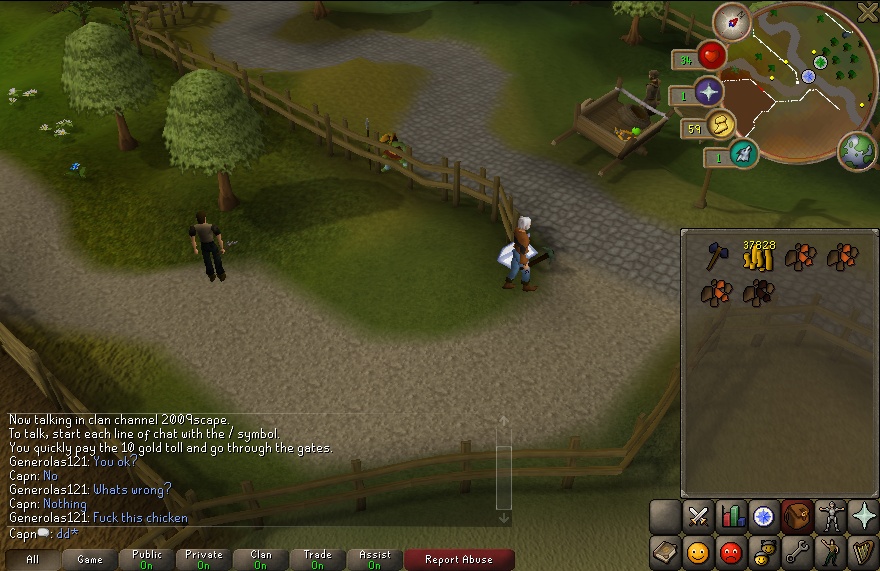 34
1
59
1
37828
Now talking in clan channel 2009scape.
To talk, start each line of chat with the / symbol.
You quickly pay the 10 gold toll and go through the gates.
Generolas121: You ok?
Capn: No
Generolas121: Whats wrong?
Capn: Nothing
Generolas121: Fuck this chicken
Capn: dd*
All
Game
Public
On
Private
On
Clan
On
Trade
On
Assist
On
Report Abuse